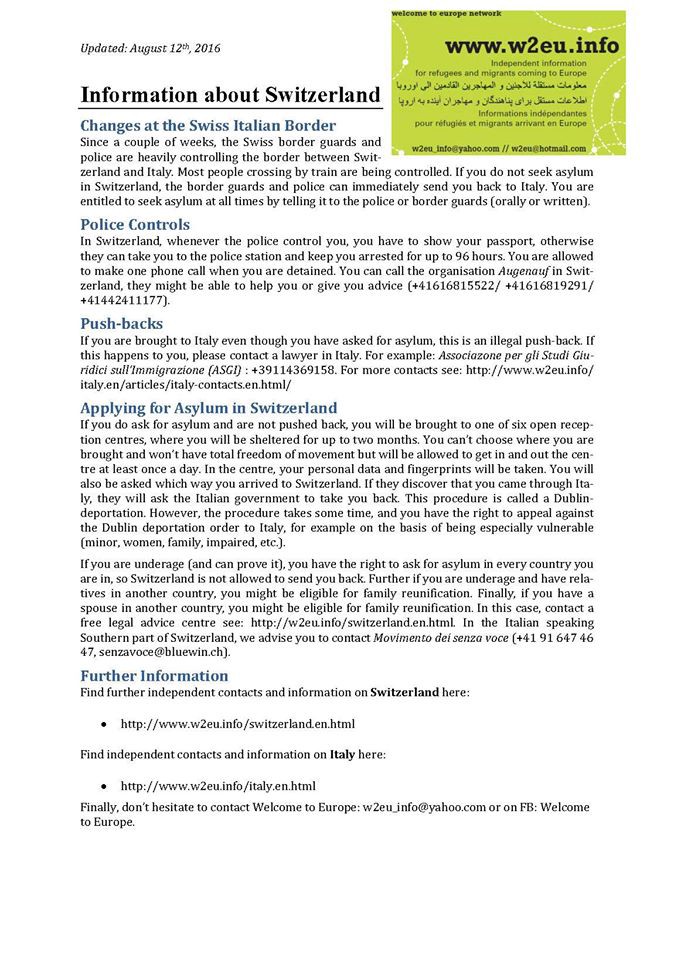 Updated: August 12th, 2016
welcome to europe network
www.w2eu.info
Independent information
for refugees and migrants coming to Europe
معلومات مستقلة للاجئين و المهاجرين القادمين الى اوروبا
اطلاعات مستقل برای پناهندگان و مهاجران آینده به اروپا
Informations indépendantes
pour réfugiés et migrants arrivant en Europe
w2eu_info@yahoo.com // w2eu@hotmail.com
Information about Switzerland
Changes at the Swiss Italian Border
Since a couple of weeks, the Swiss border guards and
police are heavily controlling the border between Swit-
zerland and Italy. Most people crossing by train are being controlled. If you do not seek asylum
in Switzerland, the border guards and police can immediately send you back to Italy. You are
entitled to seek asylum at all times by telling it to the police or border guards (orally or written).
Police Controls
In Switzerland, whenever the police control you, you have to show your passport, otherwise
they can take you to the police station and keep you arrested for up to 96 hours. You are allowed
to make one phone call when you are detained. You can call the organisation Augenauf in Swit-
zerland, they might be able to help you or give you advice (+41616815522/ +41616819291/
+41442411177).
Push-backs
If you are brought to Italy even though you have asked for asylum, this is an illegal push-back. If
this happens to you, please contact a lawyer in Italy. For example: Associazone per gli Studi Giu-
ridici sull'Immigrazione (ASGI) : +39114369158. For more contacts see: http://www.w2eu.info/
italy.en/articles/italy-contacts.en.html/
Applying for Asylum in Switzerland
If you do ask for asylum and are not pushed back, you will be brought to one of six open recep-
tion centres, where you will be sheltered for up to two months. You can't choose where you are
brought and won't have total freedom of movement but will be allowed to get in and out the cen-
tre at least once a day. In the centre, your personal data and fingerprints will be taken. You will
also be asked which way you arrived to Switzerland. If they discover that you came through Ita-
ly, they will ask the Italian government to take you back. This procedure is called a Dublin-
deportation. However, the procedure takes some time, and you have the right to appeal against
the Dublin deportation order to Italy, for example on the basis of being especially vulnerable
(minor, women, family, impaired, etc.).
If you are underage (and can prove it), you have the right to ask for asylum in every country you
are in, so Switzerland is not allowed to send you back. Further if you are underage and have rela-
tives in another country, you might be eligible for family reunification. Finally, if you have a
spouse in another country, you might be eligible for family reunification. In this case, contact a
free legal advice centre see: http://w2eu.info/switzerland.en.html. In the Italian speaking
Southern part of Switzerland, we advise you to contact Movimento dei senza voce (+41 91 647 46
47, senzavoce@bluewin.ch).
Further Information
Find further independent contacts and information on Switzerland here:
• http://www.w2eu.info/switzerland.en.html
Find independent contacts and information on Italy here:
• http://www.w2eu.info/italy.en.html
Finally, don't hesitate to contact Welcome to Europe: w2eu_info@yahoo.com or on FB: Welcome
to Europe.